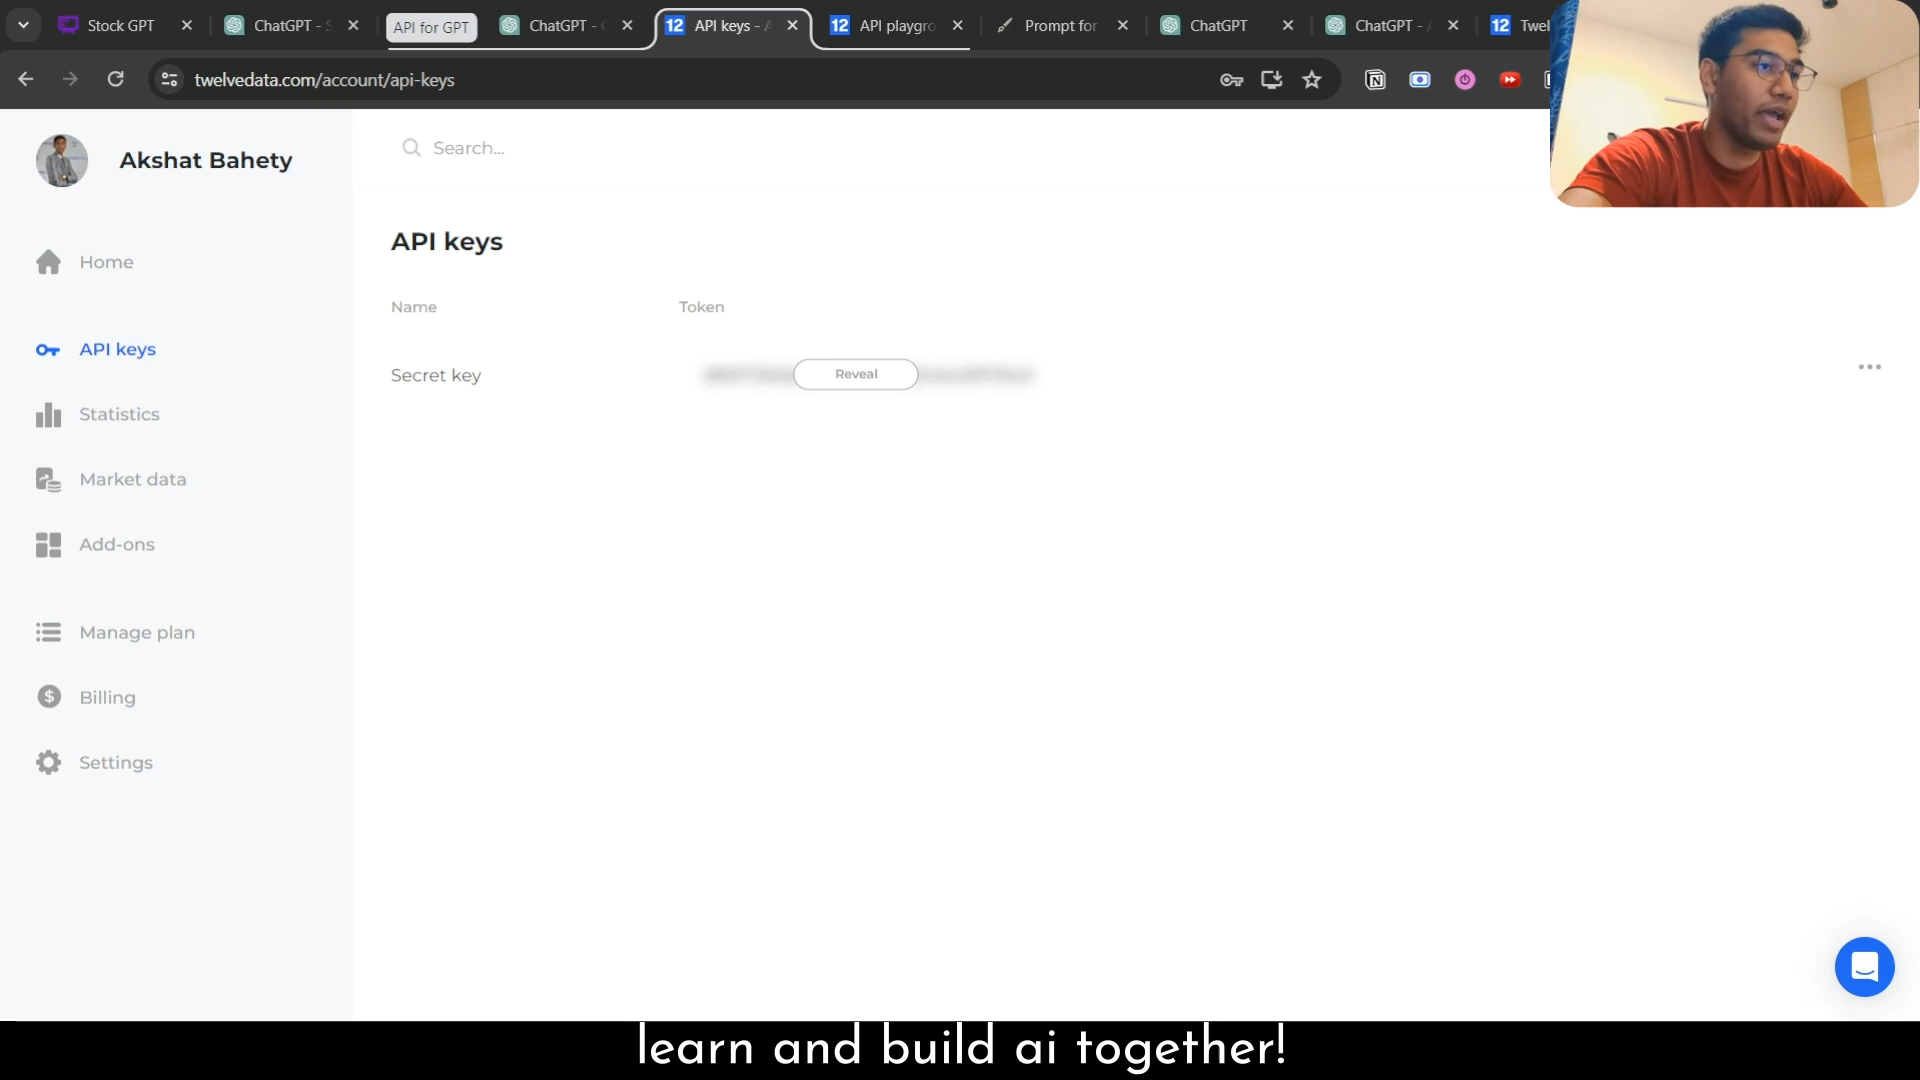 Stock GPT
ChatGPT - S
API for GPT
ChatGPT -
12
API keys - A
12
API playgro
Prompt for
ChatGPT
ChatGPT - A
12
Twel
twelvedata.com/account/api-keys
Akshat Bahety
Search...
Home
API keys
Statistics
Market data
Add-ons
Manage plan
Billing
Settings
API keys
Name Token
Secret key Reveal
learn and build ai together!